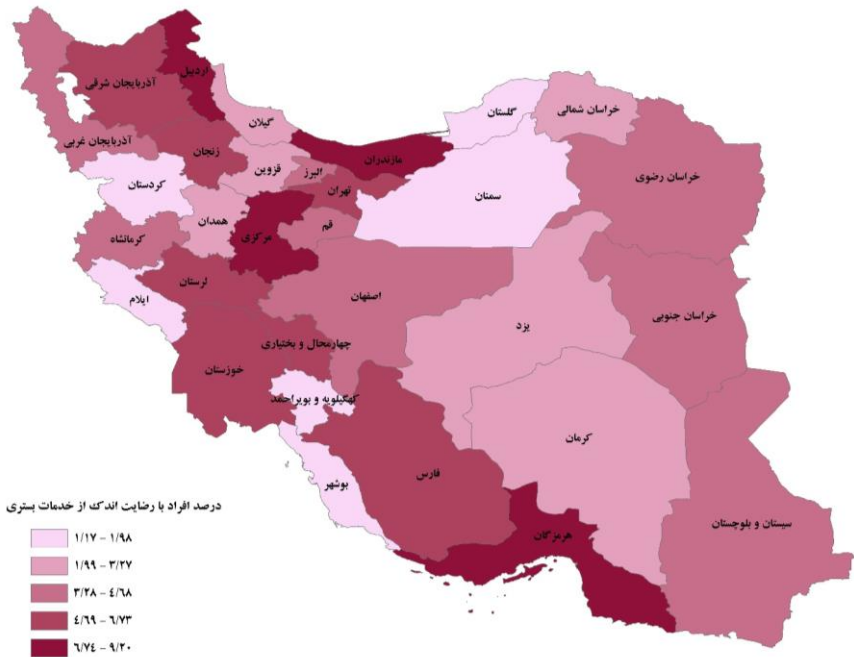 اردبیل
آذربایجان شرقی
گیلان
گلستان
خراسان شمالی
آذربایجان غربی
زنجان
مازندران
قزوین
البرز
خراسان رضوی
کردستان
تهران
سمنان
همدان
قم
مرکزی
کرمانشاه
لرستان
اصفهان
ایلام
خراسان جنوبی
یزد
چهارمحال و بختیاری
خوزستان
کهگیلویه و بویراحمد
کرمان
فارس
بوشهر
سیستان و بلوچستان
هرمزگان
درصد افراد با رضایت اندک از خدمات بستری
۱/۱۷ - ۱/۹۸
۱/۹۹ - ۳/۲۷
۳/۲۸ - ۴/۶۸
۴/۶۹ - ۶/۷۳
۶/۷۴ - ۹/۲۰